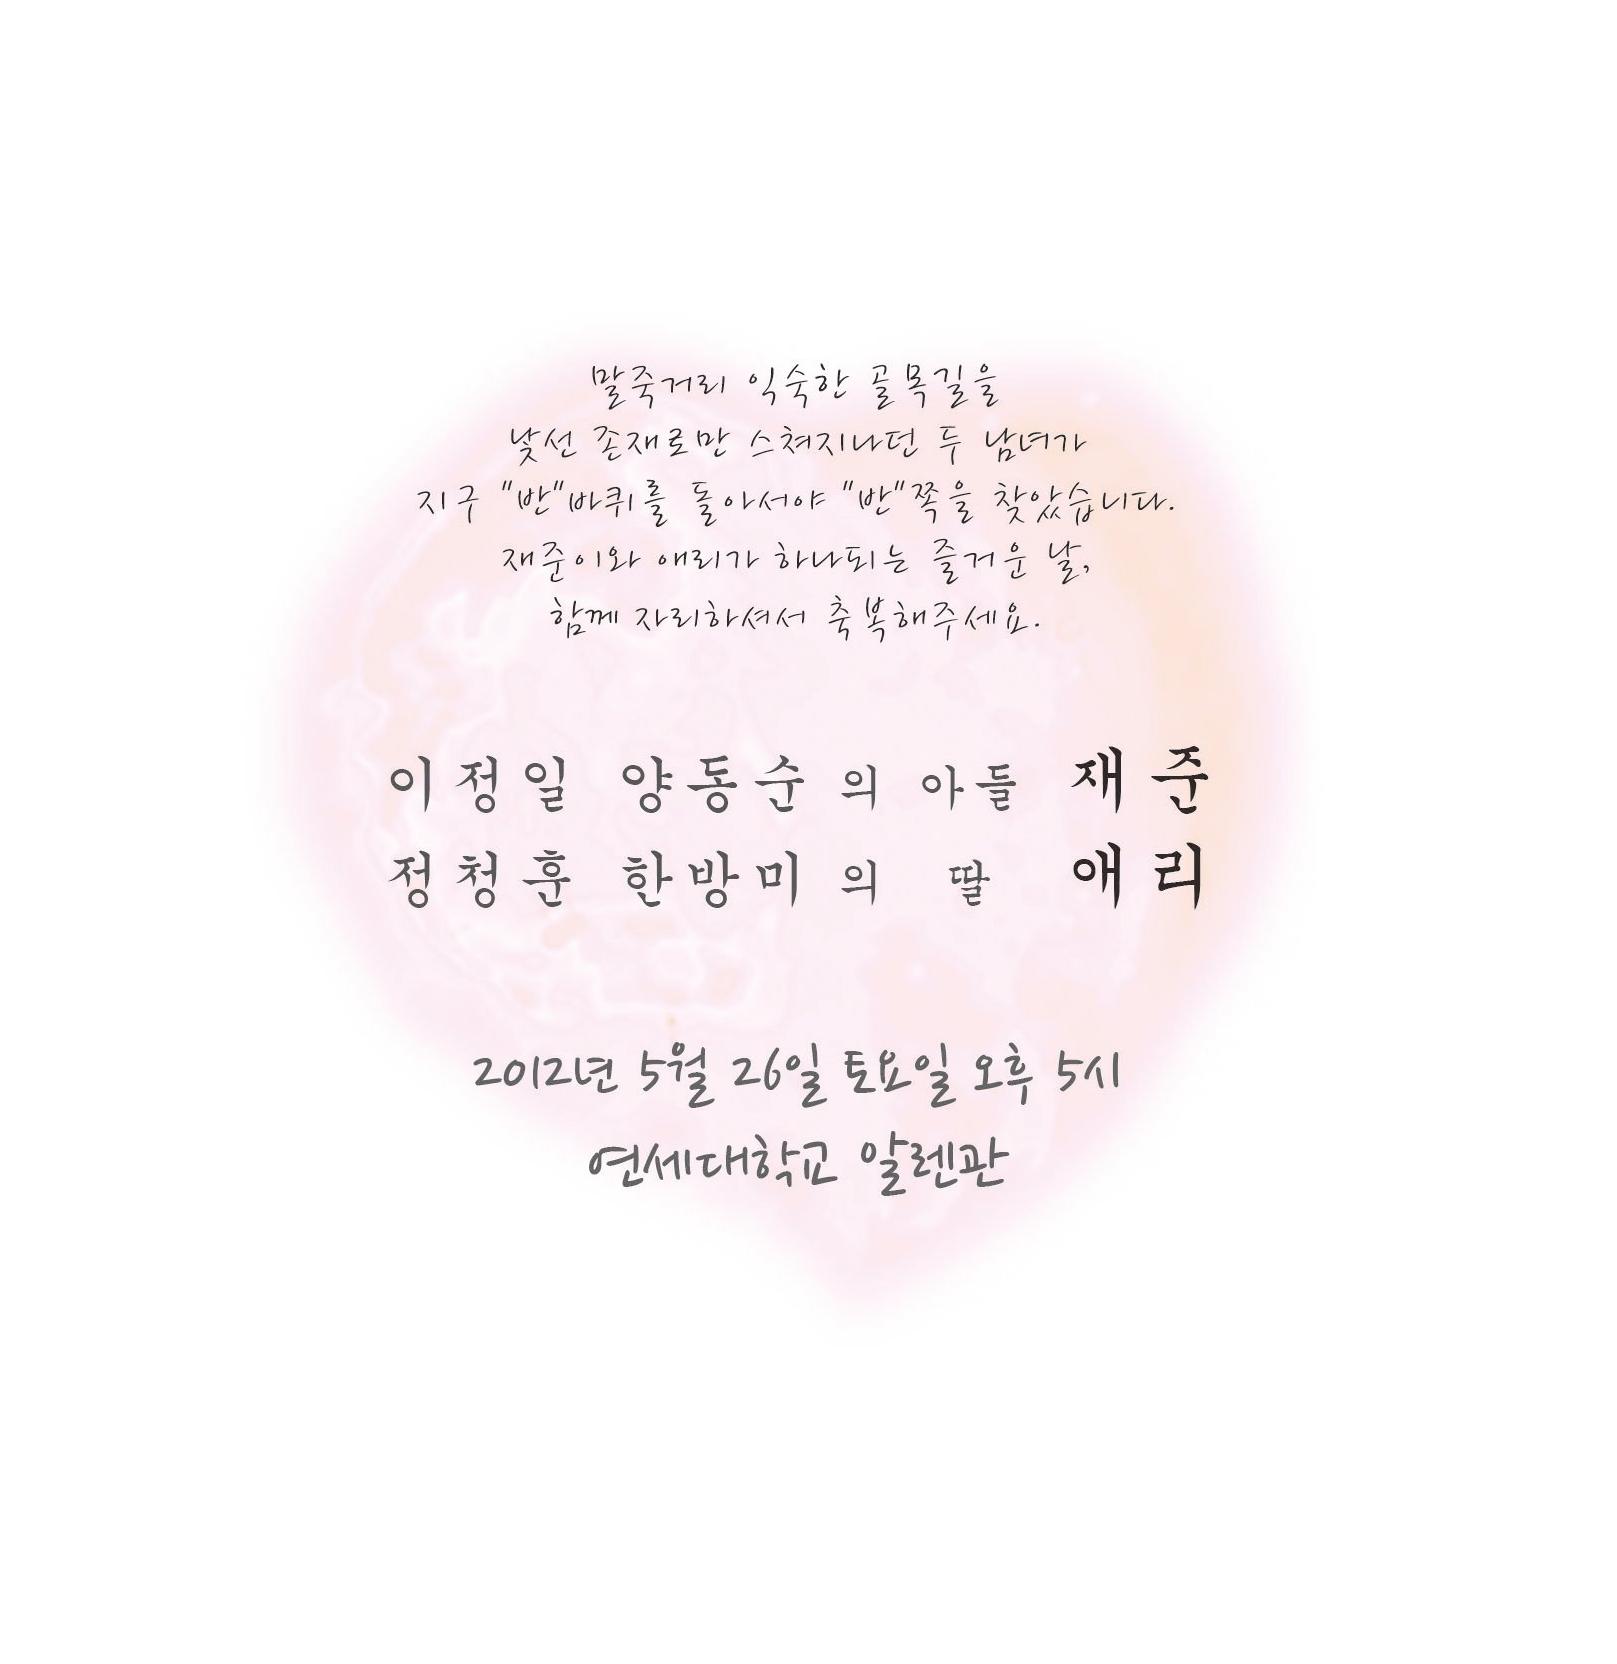 말죽거리 익숙한 골목길을
낯선 존재로만 스쳐지나던 두 남녀가
지구 "반"바퀴를 돌아서야 "반"쪽을 찾았습니다.
재준이와 애리가 하나되는 즐거운 날,
함께 자리하셔서 축복해주세요.
이정일 양동순 의 아들 재준
정청훈 한방미 의 딸 애리
2012년 5월 26일 토요일 오후 5시
연세대학교 알렌관